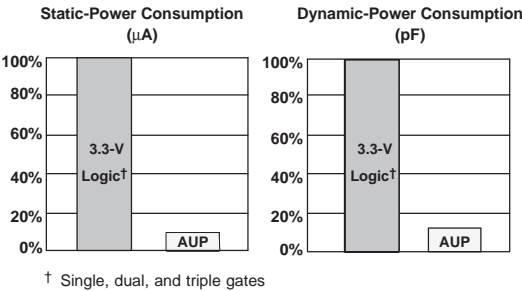 Static-Power Consumption
(μA)
100%
80%
60%
40%
20%
0%
3.3-V
Logic†
AUP
Dynamic-Power Consumption
(pF)
100%
80%
60%
40%
20%
0%
3.3-V
Logic†
AUP
† Single, dual, and triple gates